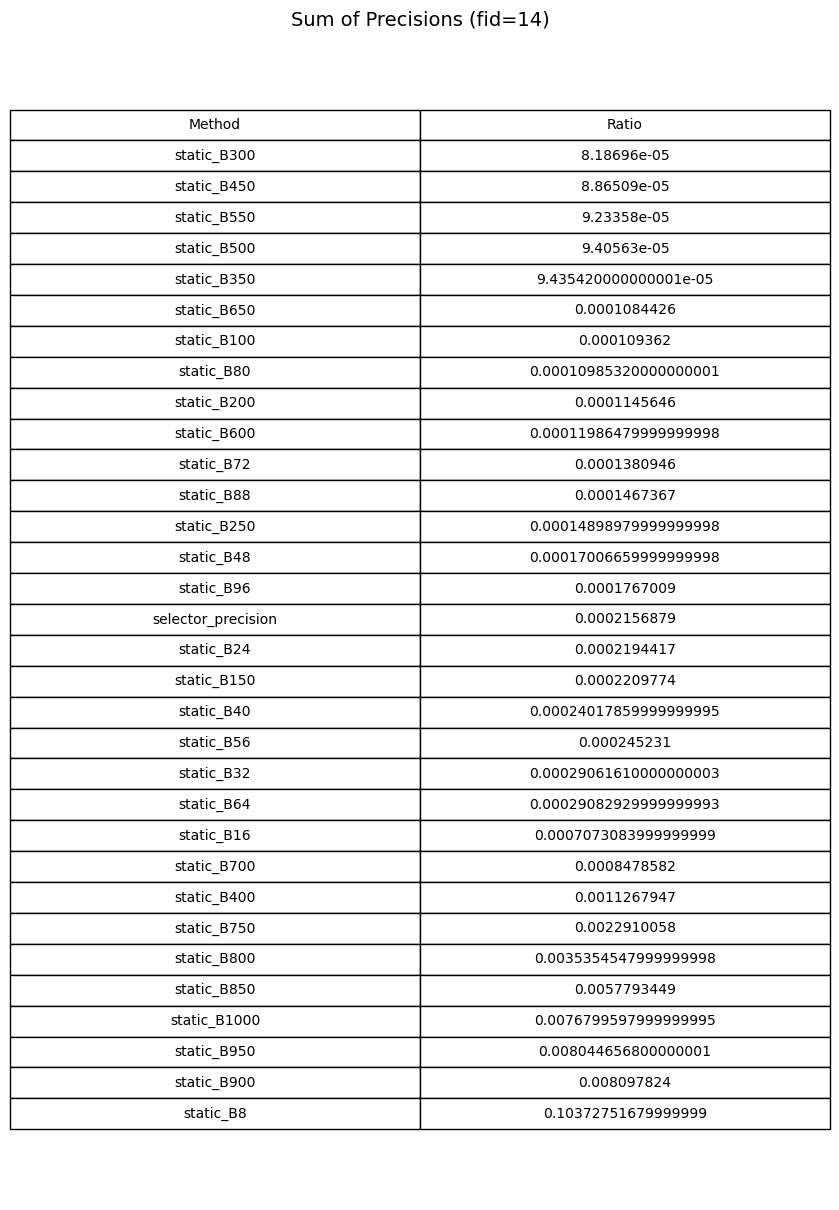 Sum of Precisions (fid=14)
Method Ratio
static_B300 8.18696e-05
static_B450 8.86509e-05
static_B550 9.23358e-05
static_B500 9.40563e-05
static_B350 9.435420000000001e-05
static_B650 0.0001084426
static_B100 0.000109362
static_B80 0.00010985320000000001
static_B200 0.0001145646
static_B600 0.00011986479999999998
static_B72 0.0001380946
static_B88 0.0001467367
static_B250 0.00014898979999999998
static_B48 0.00017006659999999998
static_B96 0.0001767009
selector_precision 0.0002156879
static_B24 0.0002194417
static_B150 0.0002209774
static_B40 0.00024017859999999995
static_B56 0.000245231
static_B32 0.00029061610000000003
static_B64 0.00029082929999999993
static_B16 0.0007073083999999999
static_B700 0.0008478582
static_B400 0.0011267947
static_B750 0.0022910058
static_B800 0.0035354547999999998
static_B850 0.0057793449
static_B1000 0.0076799597999999995
static_B950 0.008044656800000001
static_B900 0.008097824
static_B8 0.10372751679999999